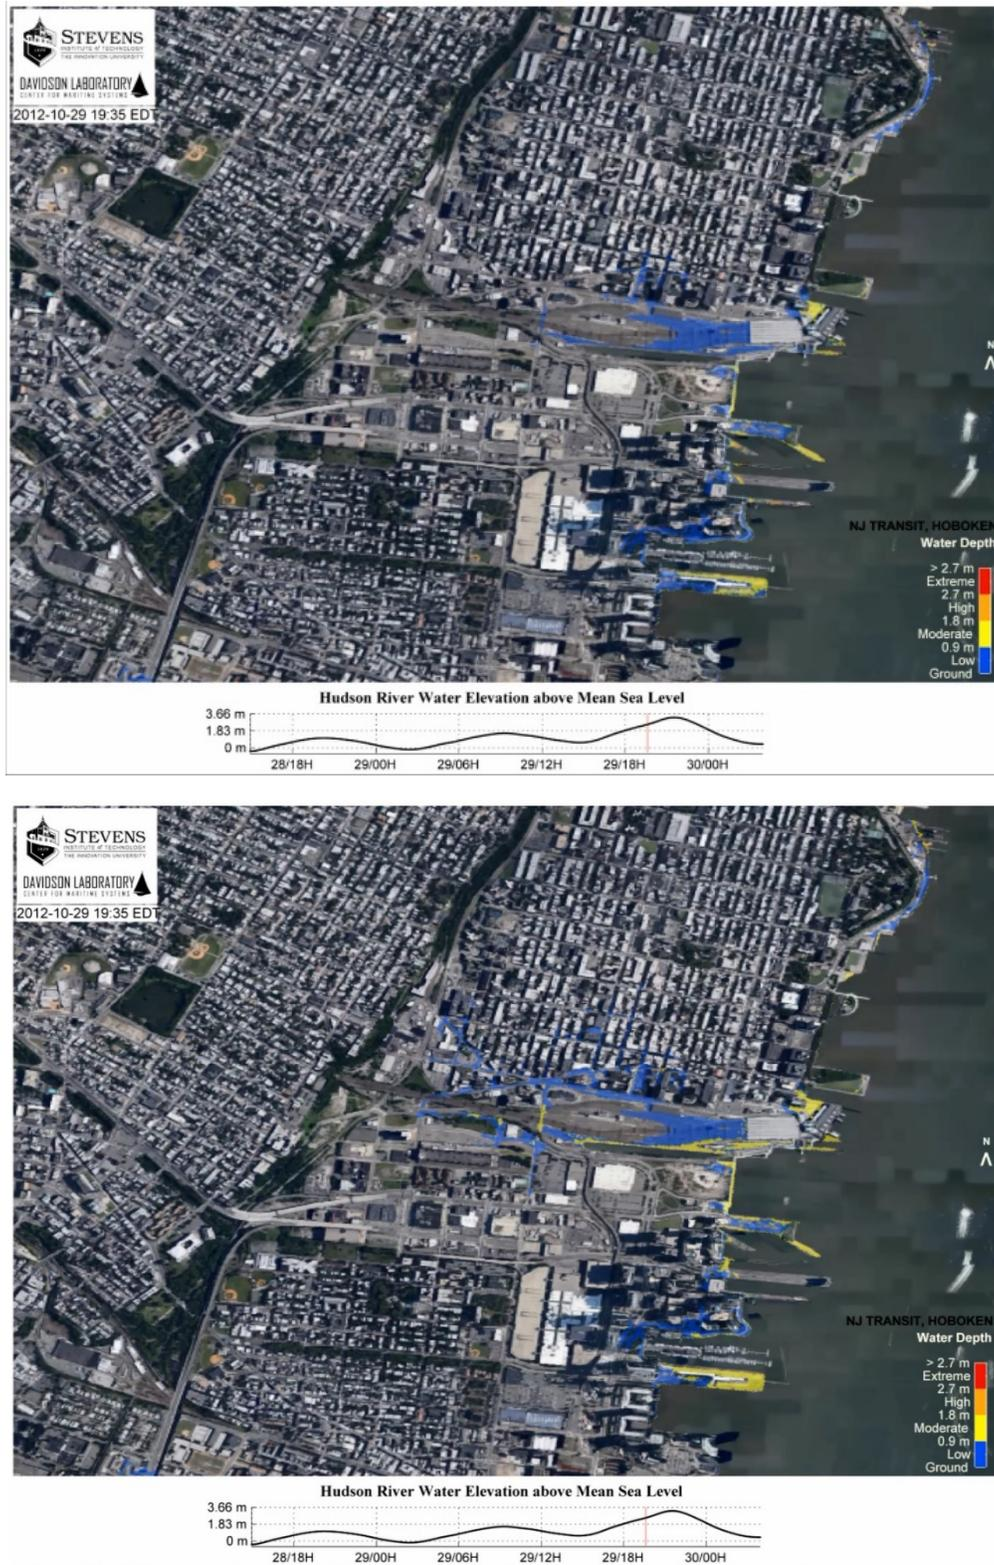 STEVENS
INSTITUTE of TECHNOLOGY
THE INNOVATION UNIVERSITY
DAVIDSON LABORATORY
CENTER FOR MARITIME SYSTEMS
2012-10-29 19:35 EDT
N
NJ TRANSIT, HOBOKEN
Water Depth
> 2.7 m
Extreme
2.7 m
High
1.8 m
Moderate
0.9 m
Low
Ground
Hudson River Water Elevation above Mean Sea Level
3.66 m
1.83 m
0 m
28/18H 29/00H 29/06H 29/12H 29/18H 30/00H
STEVENS
INSTITUTE of TECHNOLOGY
THE INNOVATION UNIVERSITY
DAVIDSON LABORATORY
CENTER FOR MARITIME SYSTEMS
2012-10-29 19:35 EDT
N
NJ TRANSIT, HOBOKEN
Water Depth
> 2.7 m
Extreme
2.7 m
High
1.8 m
Moderate
0.9 m
Low
Ground
Hudson River Water Elevation above Mean Sea Level
3.66 m
1.83 m
0 m
28/18H 29/00H 29/06H 29/12H 29/18H 30/00H